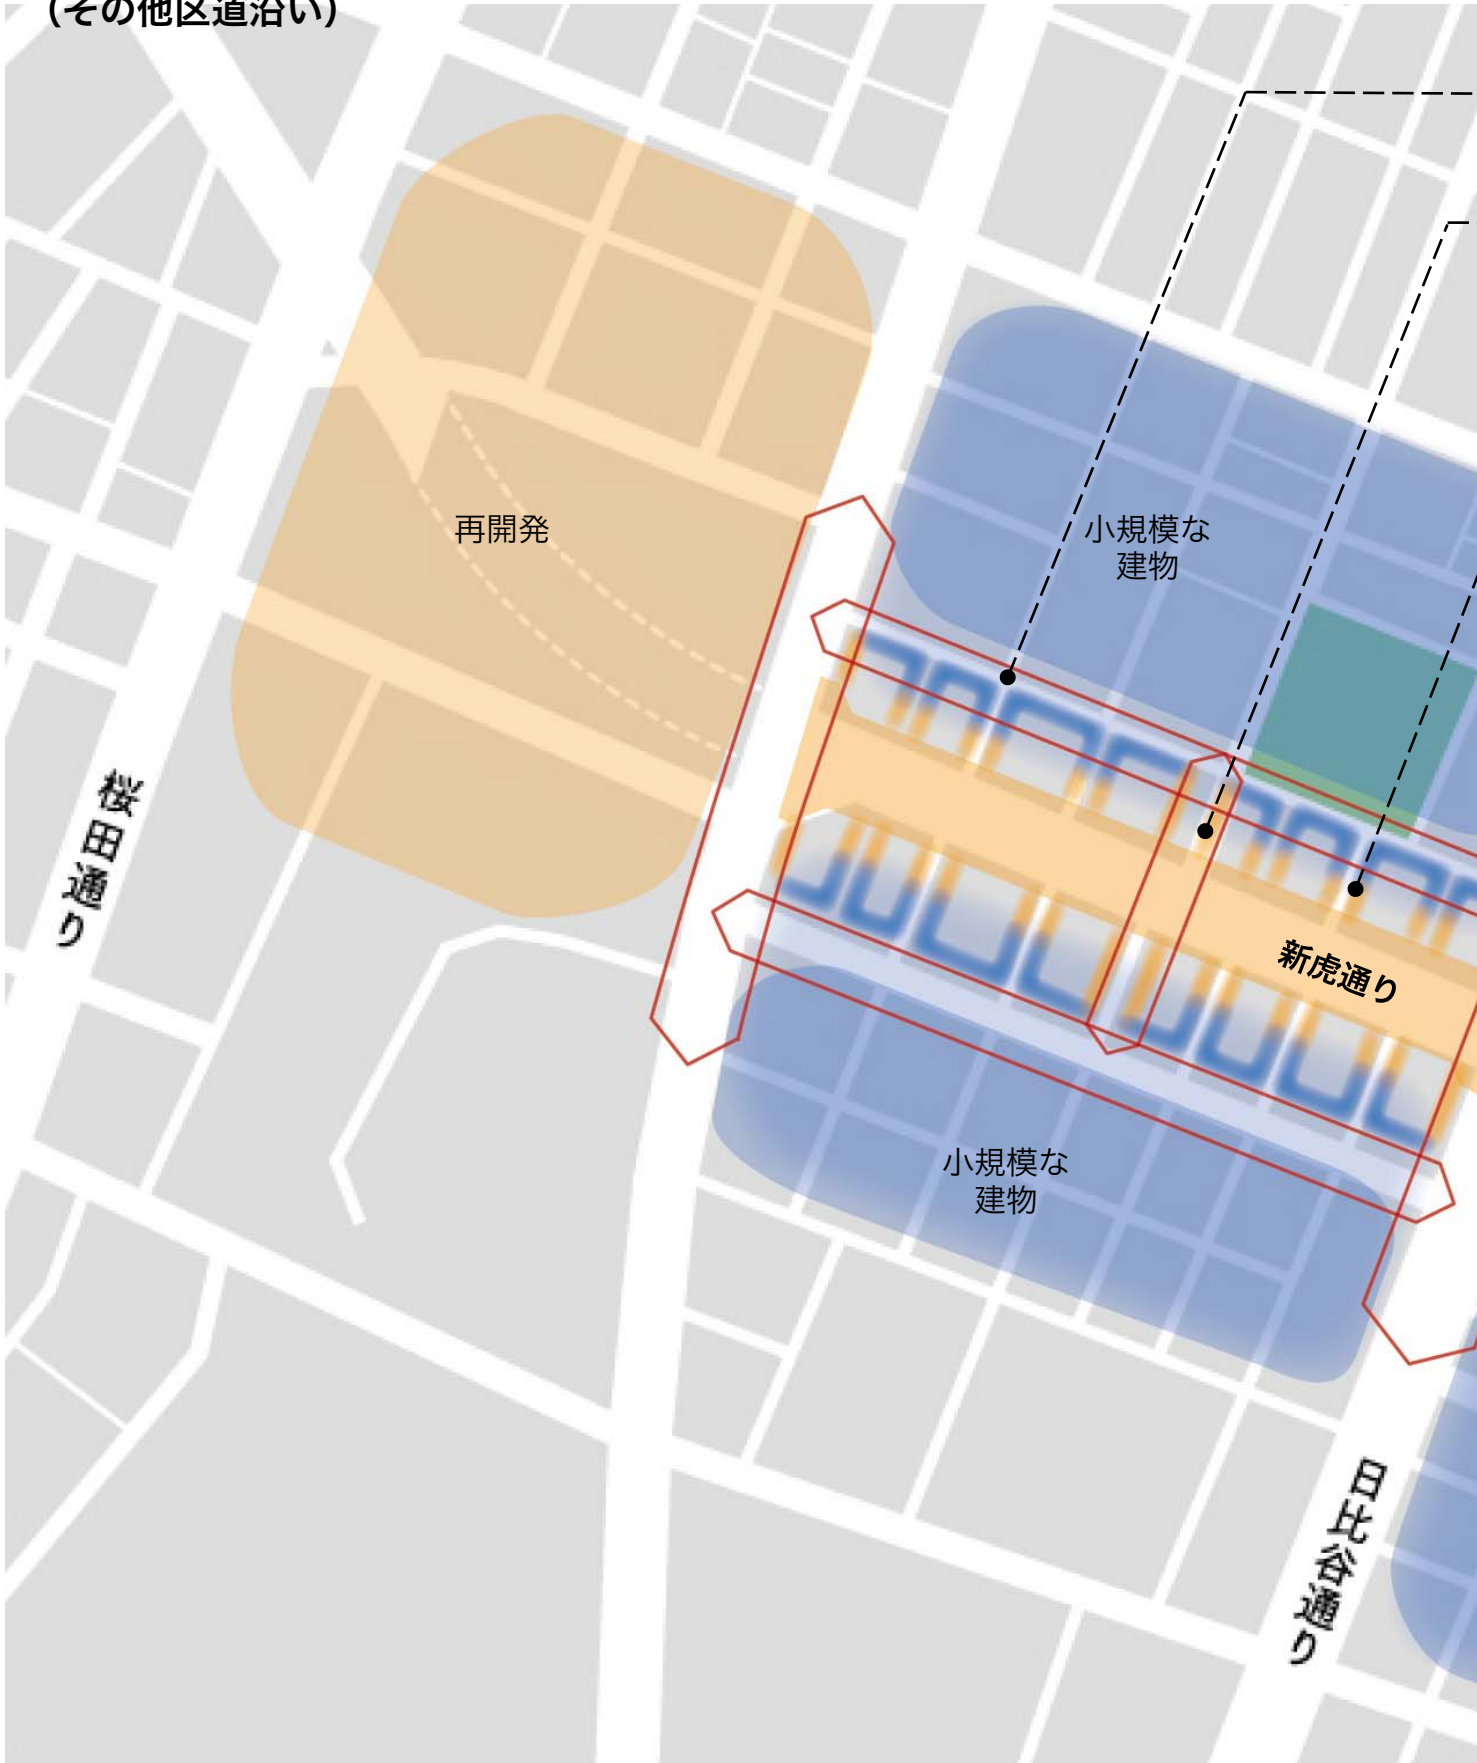 （その他区道沿い）
再開発
小規模な
建物
桜田通り
新虎通り
小規模な
建物
日比谷通り